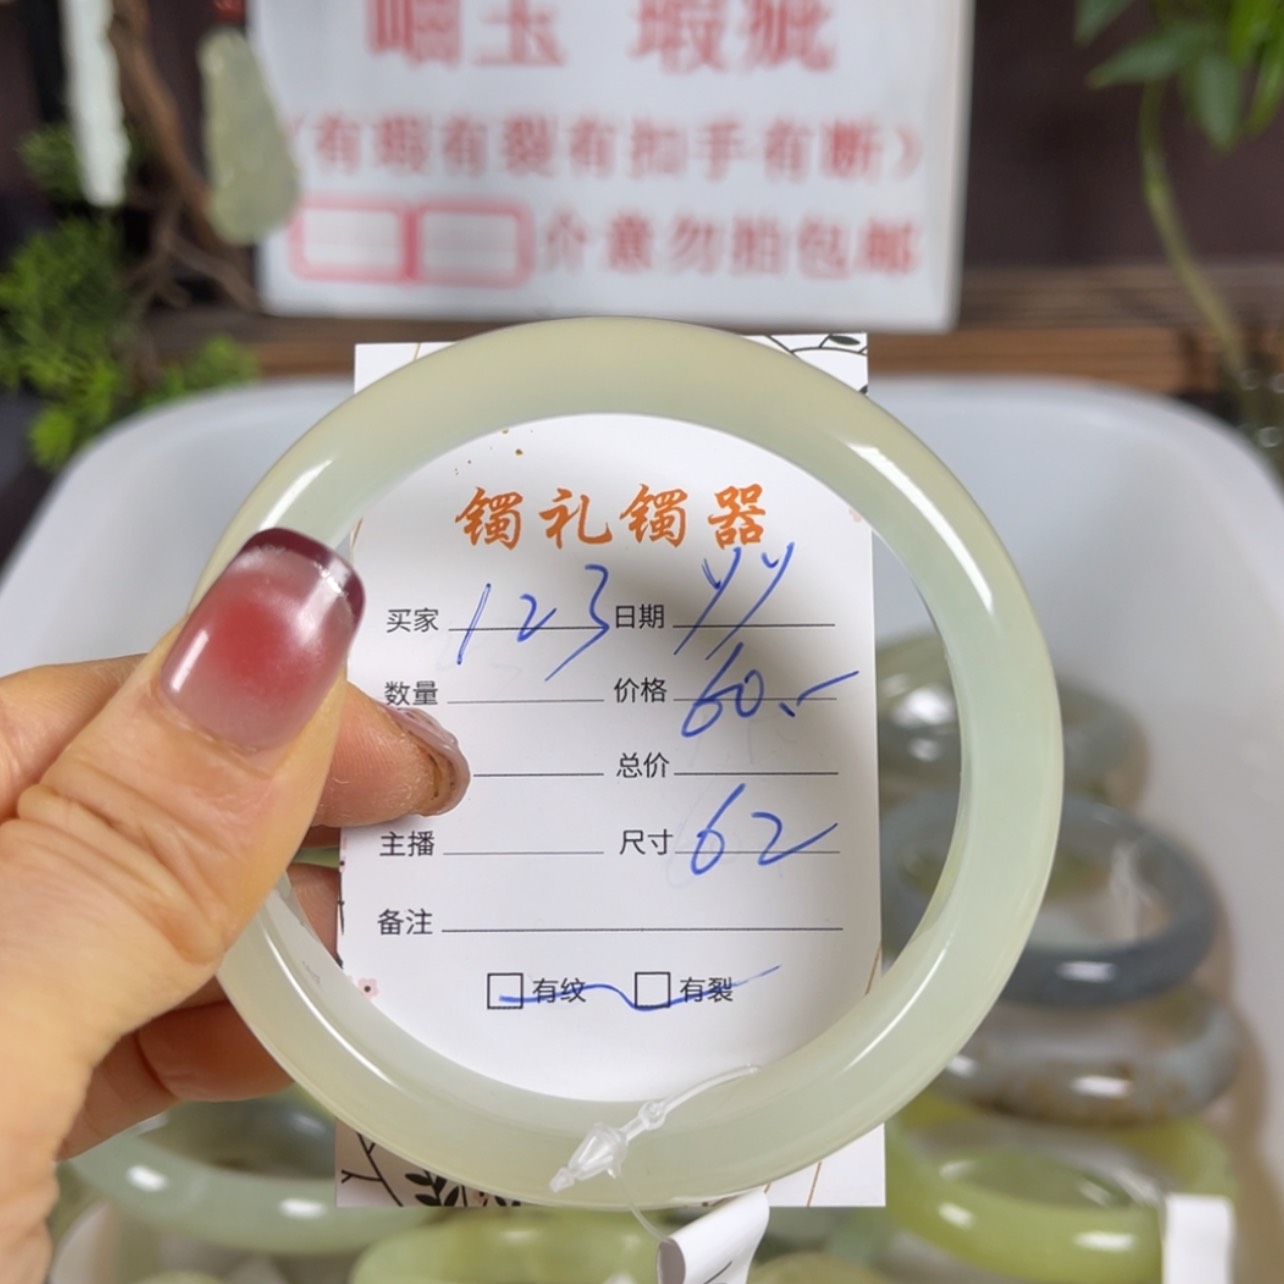 岫玉 瑕疵
(有瑕有裂有扣手有断)
介意勿拍包邮
镯礼镯器
买家 123 日期 yy
数量 价格 60.-
总价
主播 尺寸 62
备注
有纹 有裂